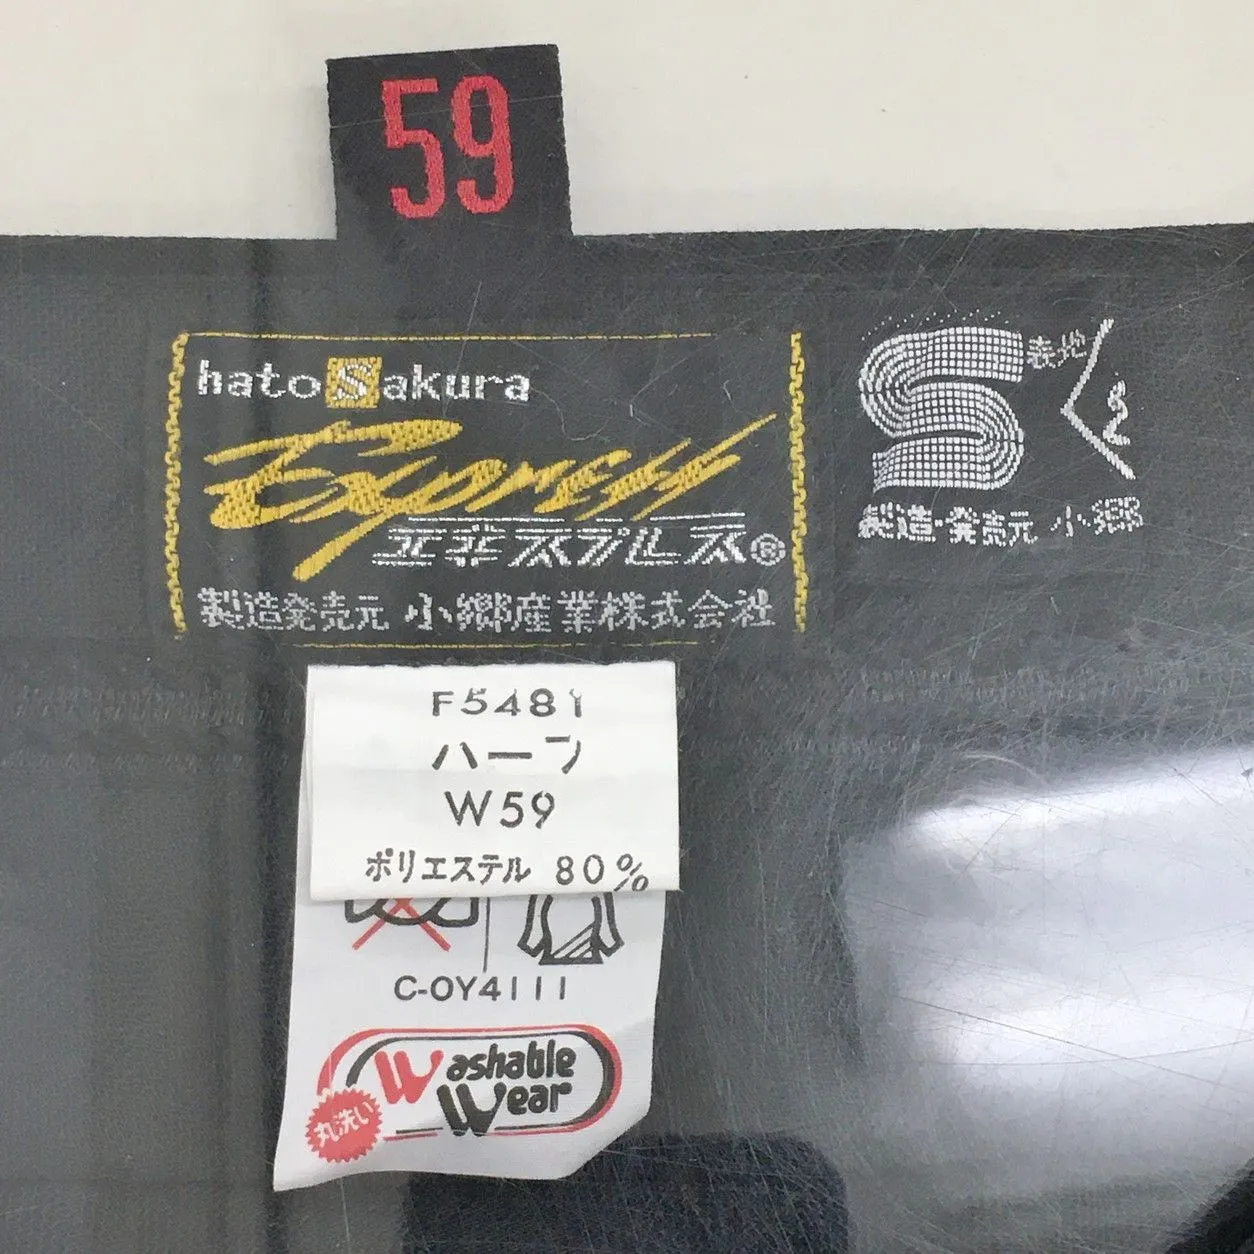 59
hato Sakura
Express
エキスプレス®
製造発売元 小郷産業株式会社
S
表地
製造・発売元 小郷
F5481
ハーフ
W59
ポリエステル 80%
C-OY4111
Washable
Wear
丸洗い